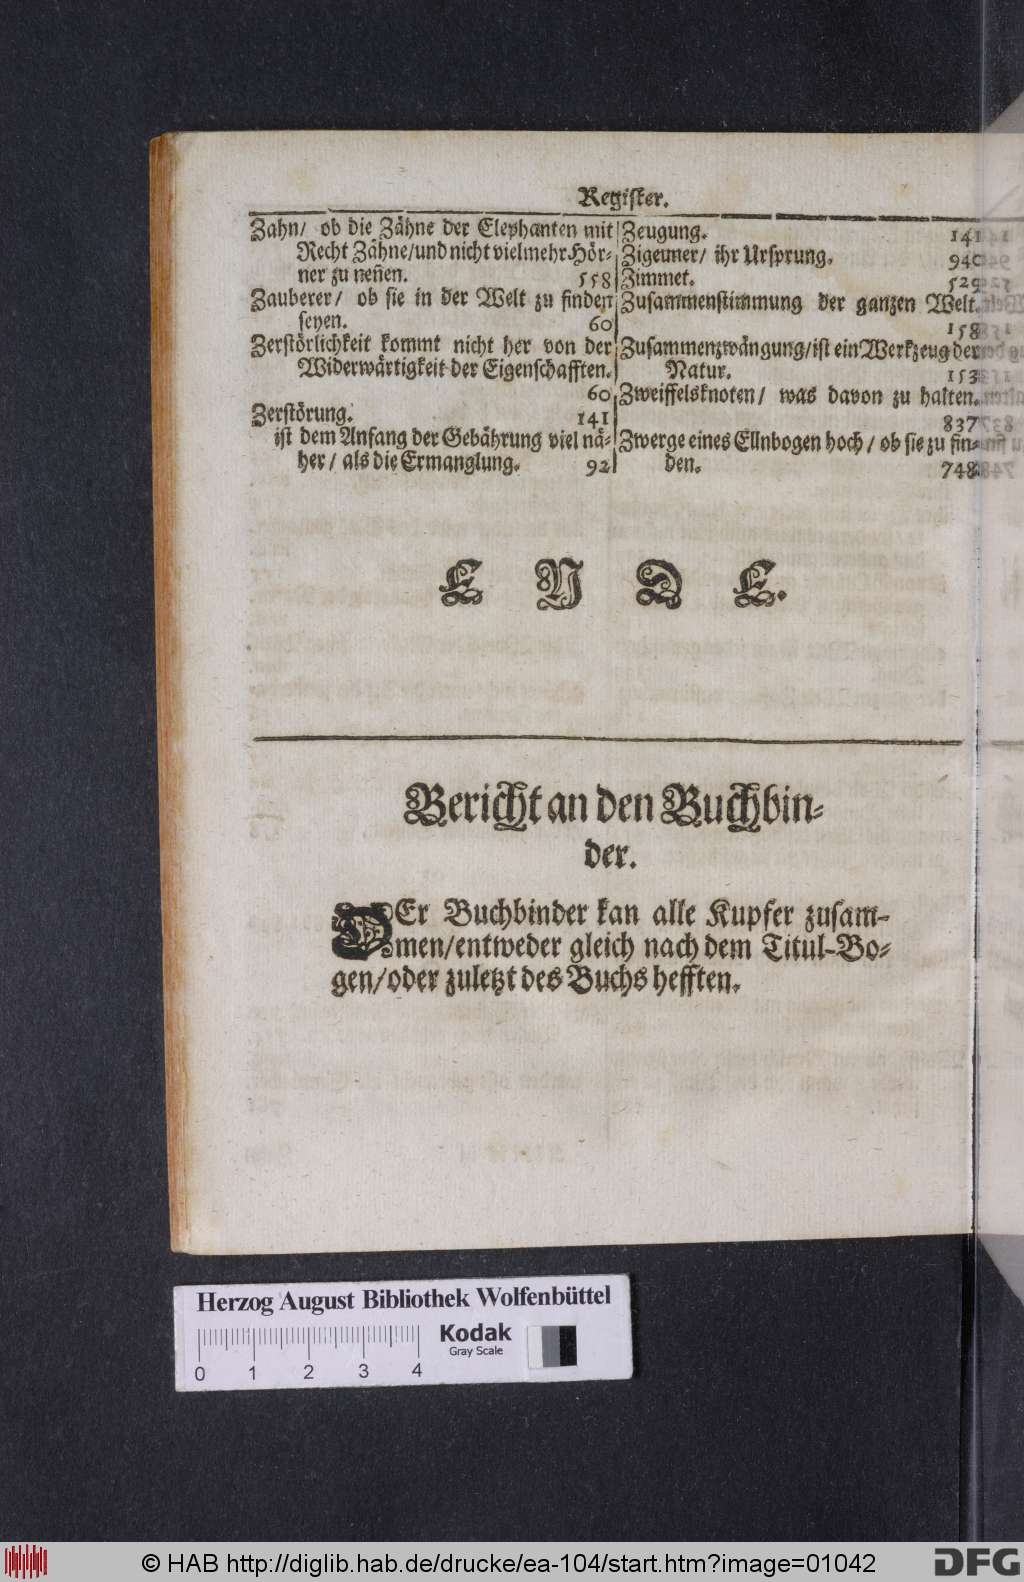 Register.
Zahn/ ob die Zähne der Elephanten mit
Recht Zähne/und nicht vielmehr Hör-
ner zu neñen. 558
Zauberer/ ob sie in der Welt zu finden
seyen. 60
Zerstörlichkeit kommt nicht her von der
Widerwärtigkeit der Eigenschafften.
60
Zerstörung. 141
ist dem Anfang der Gebährung viel nä-
her/ als die Ermanglung. 92
Zeugung. 141
Zigeuner/ ihr Ursprung. 940
Zimmet. 529
Zusammenstimmung der ganzen Welt.
158
Zusammenzwängung/ist ein Werkzeug der
Natur. 153
Zweiffelsknoten/ was davon zu halten.
837
Zwerge eines Ellnbogen hoch/ ob sie zu fin-
den. 748
E N D E.
Bericht an den Buchbin-
der.
DEr Buchbinder kan alle Kupfer zusam-
men/entweder gleich nach dem Titul-Bo-
gen/oder zuletzt des Buchs hefften.
Herzog August Bibliothek Wolfenbüttel
Kodak
Gray Scale
0 1 2 3 4
© HAB http://diglib.hab.de/drucke/ea-104/start.htm?image=01042
DFG